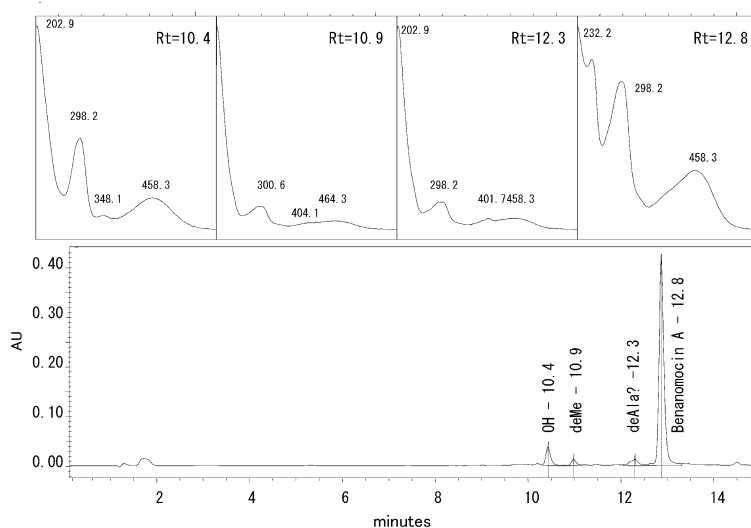 202.9
Rt=10.4
298.2
348.1
458.3
Rt=10.9
300.6
404.1
464.3
202.9
Rt=12.3
298.2
401.7458.3
232.2
Rt=12.8
298.2
458.3
0.40
0.30
0.20
0.10
0.00
AU
OH - 10.4
deMe - 10.9
deAla? -12.3
Benanomocin A - 12.8
2
4
6
8
10
12
14
minutes